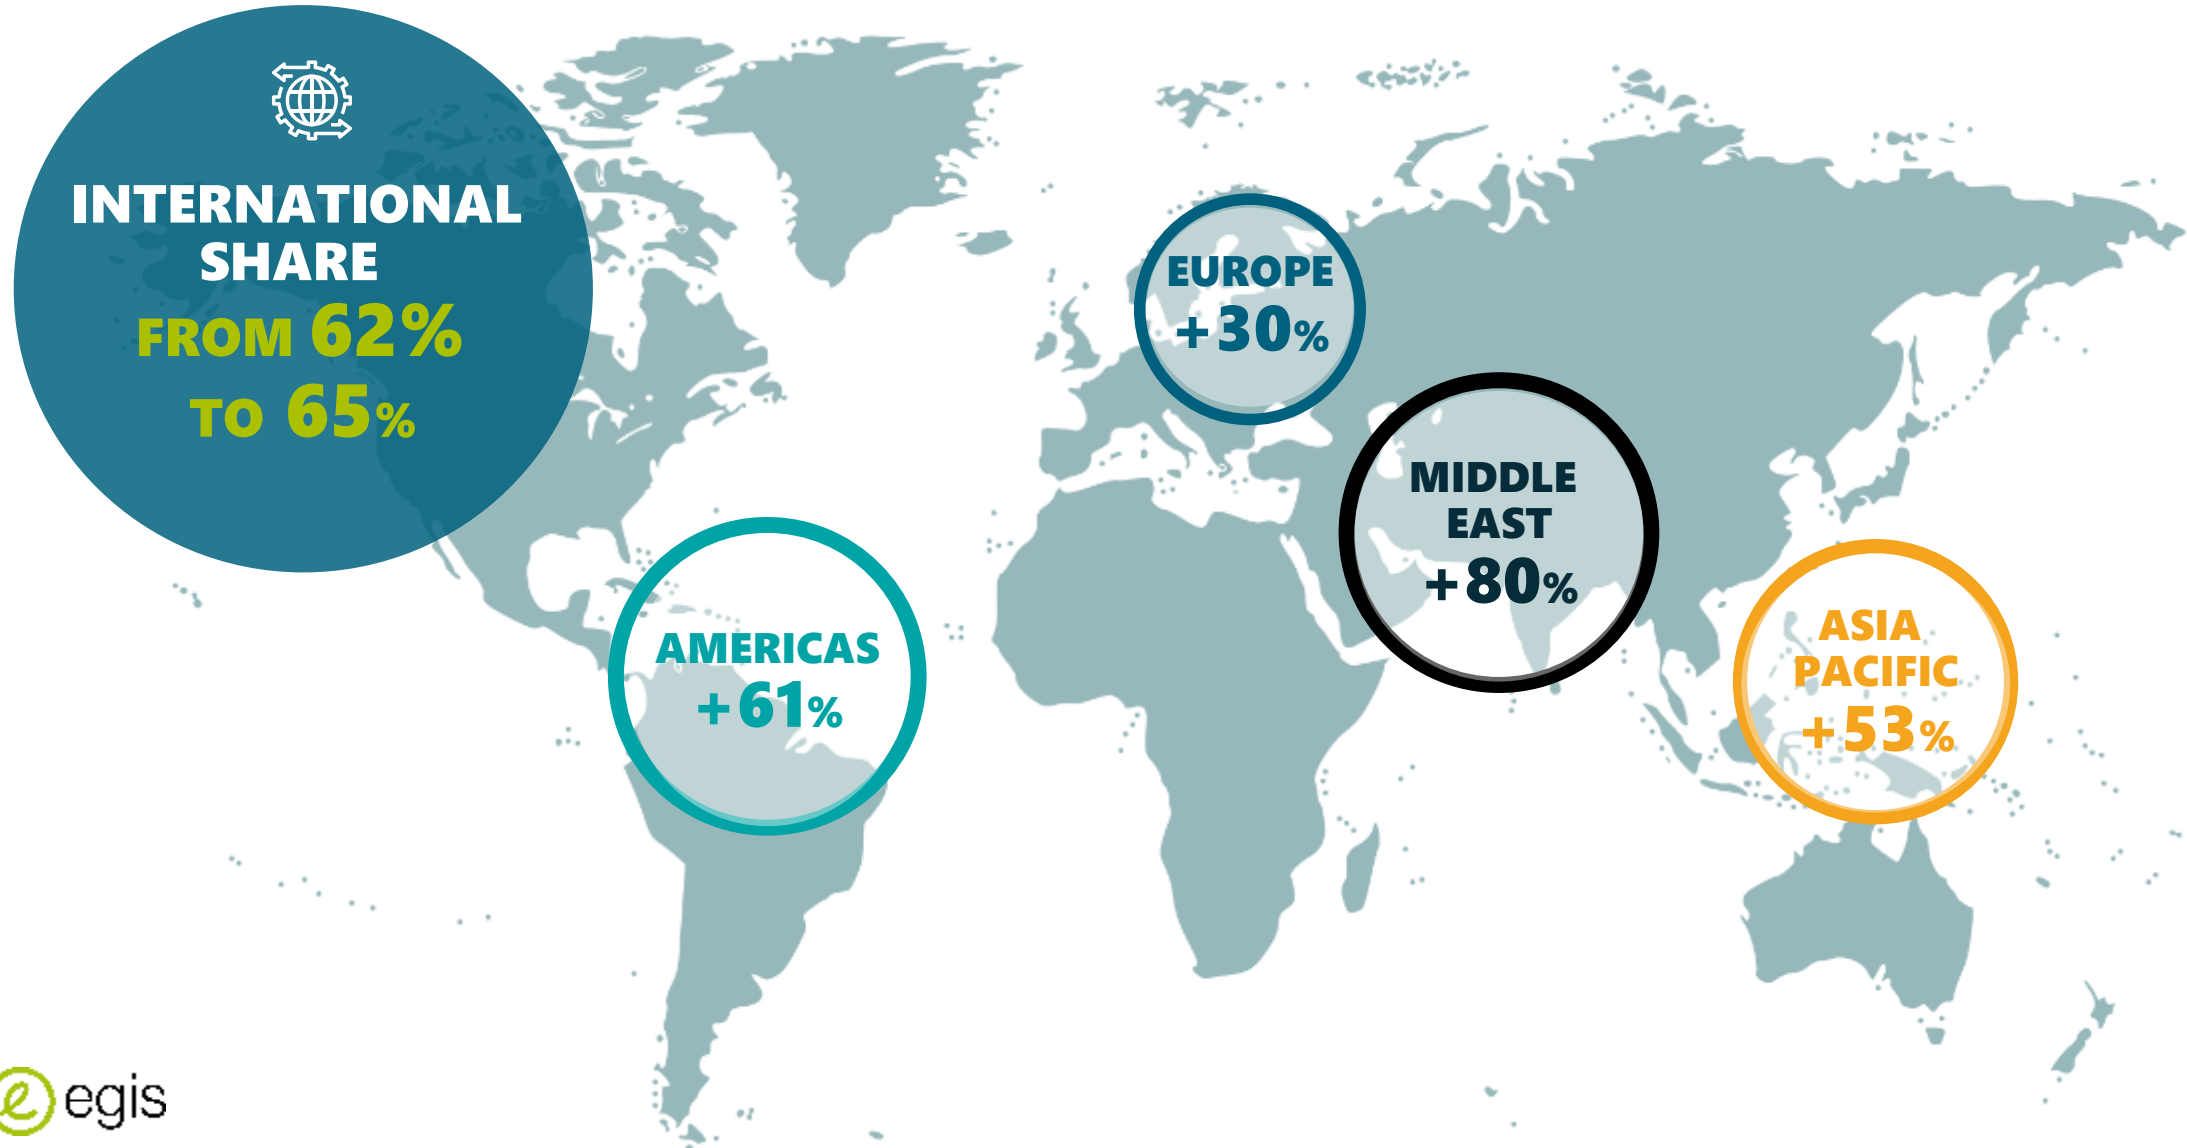 INTERNATIONAL
SHARE
FROM 62%
TO 65%
EUROPE
+30%
MIDDLE
EAST
+80%
AMERICAS
+61%
ASIA
PACIFIC
+53%
egis